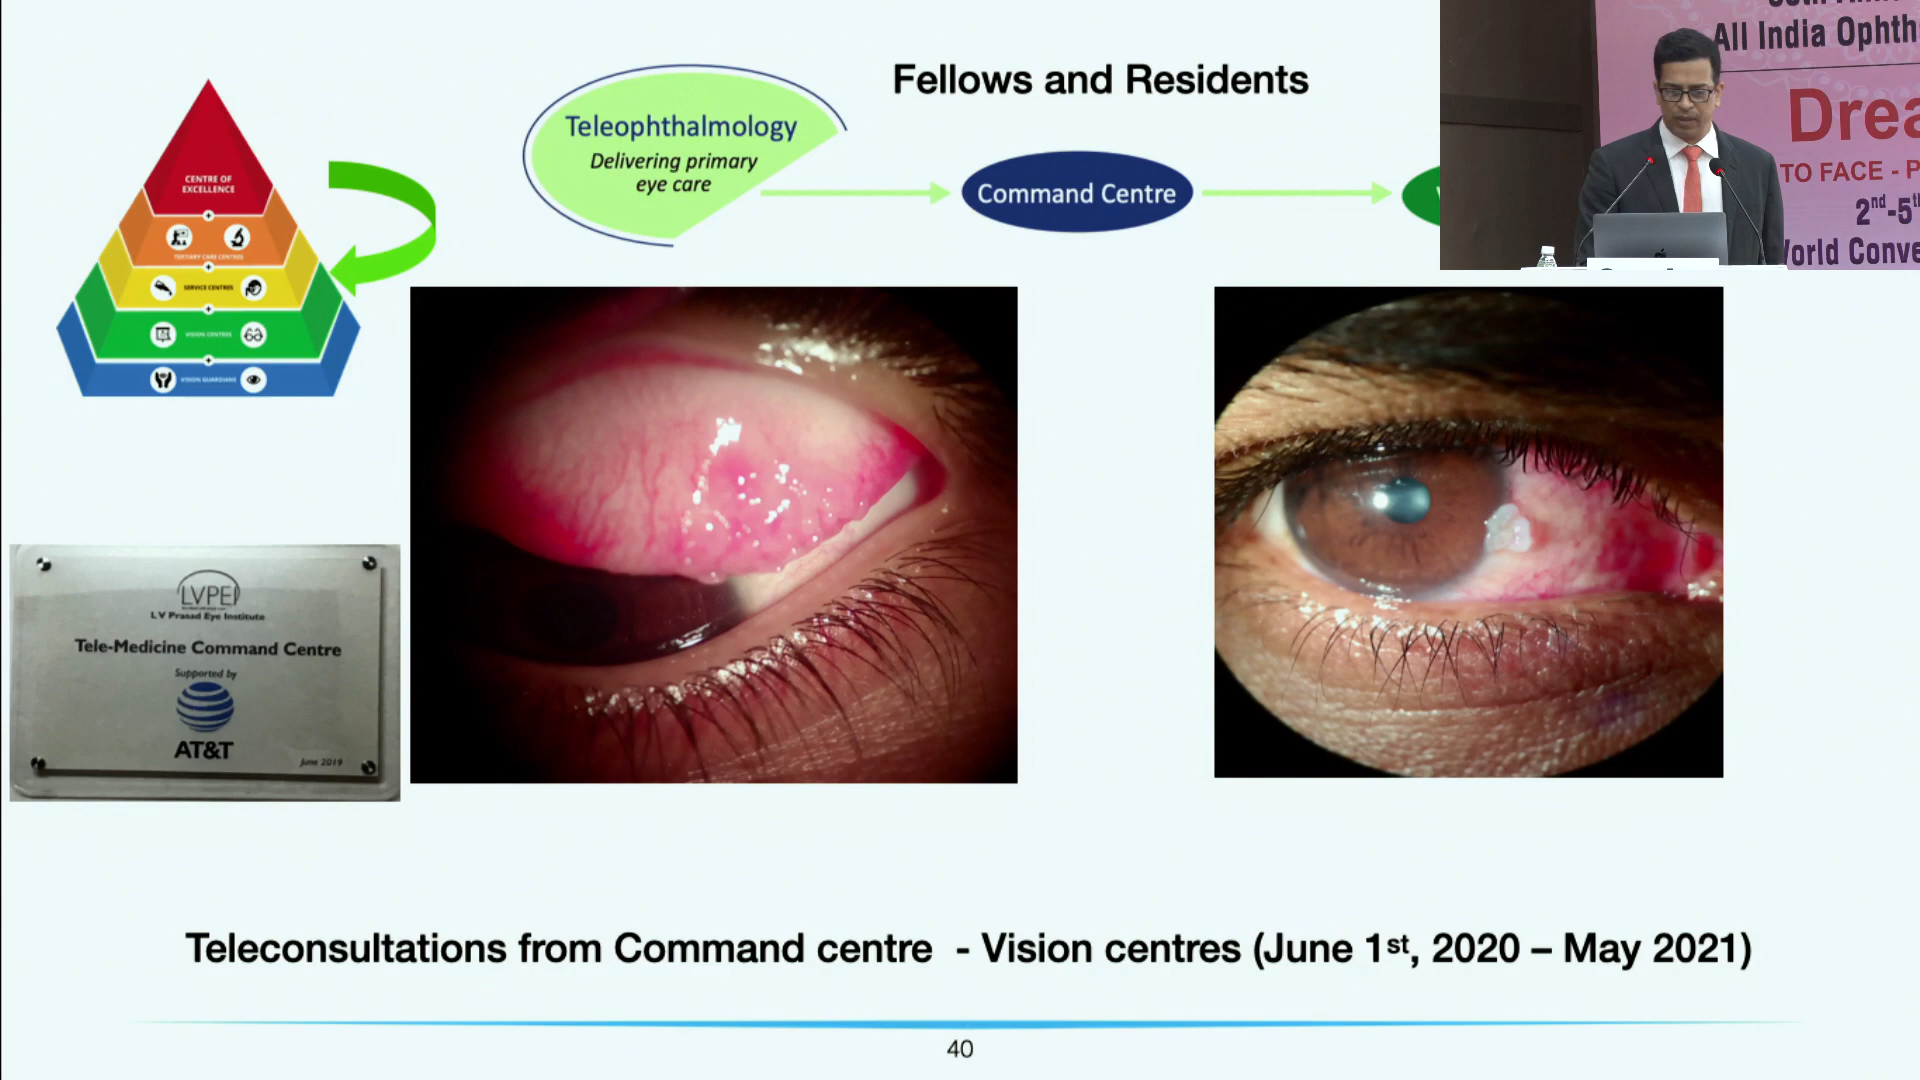 Fellows and Residents
Teleophthalmology
Delivering primary
eye care
Command Centre
CENTRE OF
EXCELLENCE
TERTIARY CARE CENTRES
SERVICE CENTRES
VISION CENTRES
VISION GUARDIANS
All India Ophth
Drea
TO FACE - P
2nd-5th
World Conve
LVPEI
L V Prasad Eye Institute
Tele-Medicine Command Centre
Supported by
AT&T
June 2019
Teleconsultations from Command centre - Vision centres (June 1st, 2020 – May 2021)
40